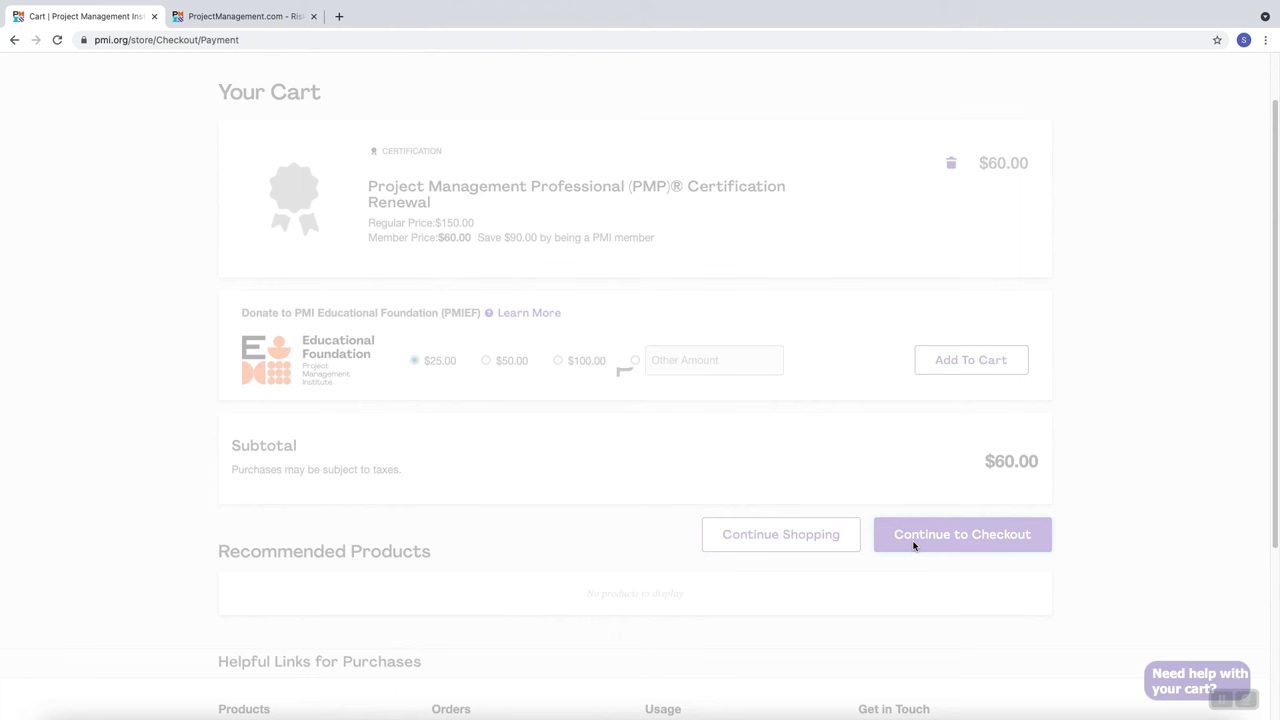 Cart | Project Management Inst
ProjectManagement.com - Ris
pmi.org/store/Checkout/Payment
S
Your Cart
CERTIFICATION
$60.00
Project Management Professional (PMP)® Certification
Renewal
Regular Price:$150.00
Member Price:$60.00 Save $90.00 by being a PMI member
Donate to PMI Educational Foundation (PMIEF) Learn More
Educational
Foundation
Project
Management
Institute.
$25.00 $50.00 $100.00 Other Amount
Add To Cart
Subtotal
Purchases may be subject to taxes.
$60.00
Continue Shopping
Continue to Checkout
Recommended Products
No products to display
Helpful Links for Purchases
Need help with
your cart?
Products Orders Usage Get in Touch